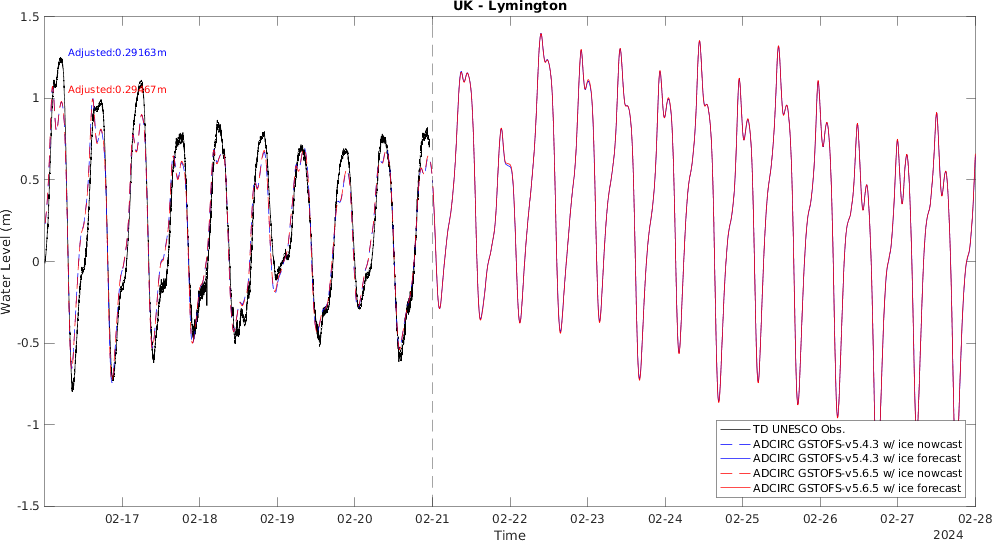 UK - Lymington
1.5
1
0.5
0
-0.5
-1
-1.5
Water Level (m)
Adjusted:0.29163m
Adjusted:0.29467m
TD UNESCO Obs.
ADCIRC GSTOFS-v5.4.3 w/ ice nowcast
ADCIRC GSTOFS-v5.4.3 w/ ice forecast
ADCIRC GSTOFS-v5.6.5 w/ ice nowcast
ADCIRC GSTOFS-v5.6.5 w/ ice forecast
02-17 02-18 02-19 02-20 02-21 02-22 02-23 02-24 02-25 02-26 02-27 02-28
Time
2024